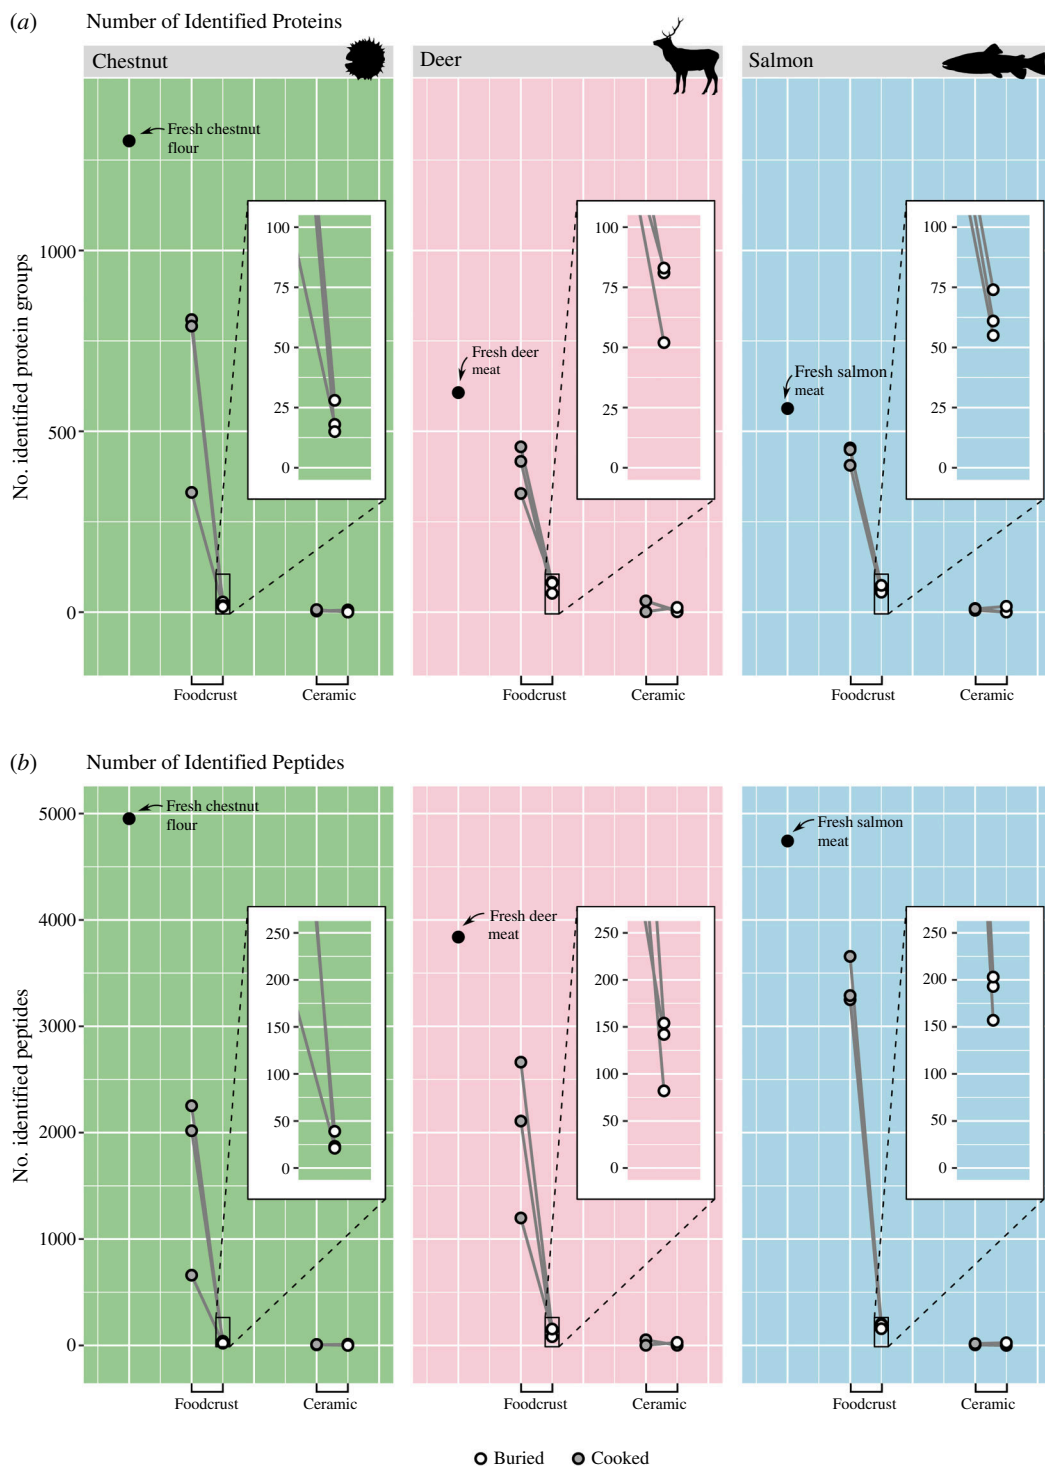 (a) Number of Identified Proteins
Chestnut
Deer
Salmon
No. identified protein groups
1000
500
0
Fresh chestnut
flour
100
75
50
25
0
Foodcrust
Ceramic
Fresh deer
meat
100
75
50
25
0
Foodcrust
Ceramic
Fresh salmon
meat
100
75
50
25
0
Foodcrust
Ceramic
(b) Number of Identified Peptides
No. identified peptides
5000
4000
3000
2000
1000
0
Fresh chestnut
flour
250
200
150
100
50
0
Foodcrust
Ceramic
Fresh deer
meat
250
200
150
100
50
0
Foodcrust
Ceramic
Fresh salmon
meat
250
200
150
100
50
0
Foodcrust
Ceramic
Buried Cooked